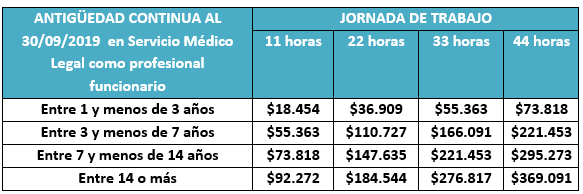 ANTIGÜEDAD CONTINUA AL 30/09/2019 en Servicio Médico Legal como profesional funcionario
JORNADA DE TRABAJO
11 horas 22 horas 33 horas 44 horas
Entre 1 y menos de 3 años $18.454 $36.909 $55.363 $73.818
Entre 3 y menos de 7 años $55.363 $110.727 $166.091 $221.453
Entre 7 y menos de 14 años $73.818 $147.635 $221.453 $295.273
Entre 14 o más $92.272 $184.544 $276.817 $369.091